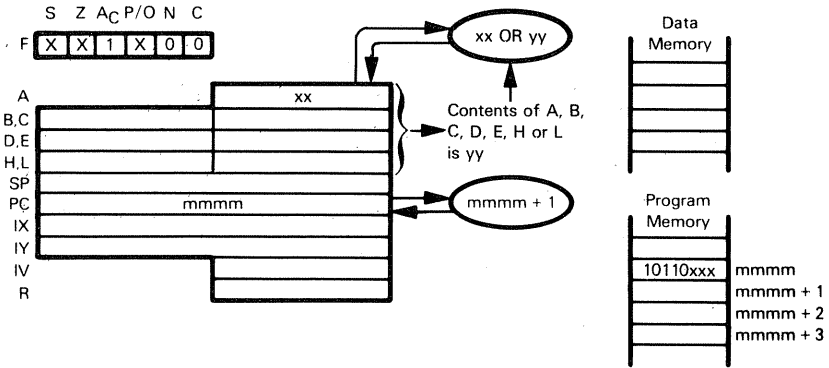 S Z AC P/O N C
F X X 1 X 0 0
A xx
B,C
D,E
H,L
SP
PC mmmm
IX
IY
IV
R
xx OR yy
Contents of A, B,
C, D, E, H or L
is yy
mmmm + 1
Data
Memory
Program
Memory
10110xxx mmmm
mmmm + 1
mmmm + 2
mmmm + 3